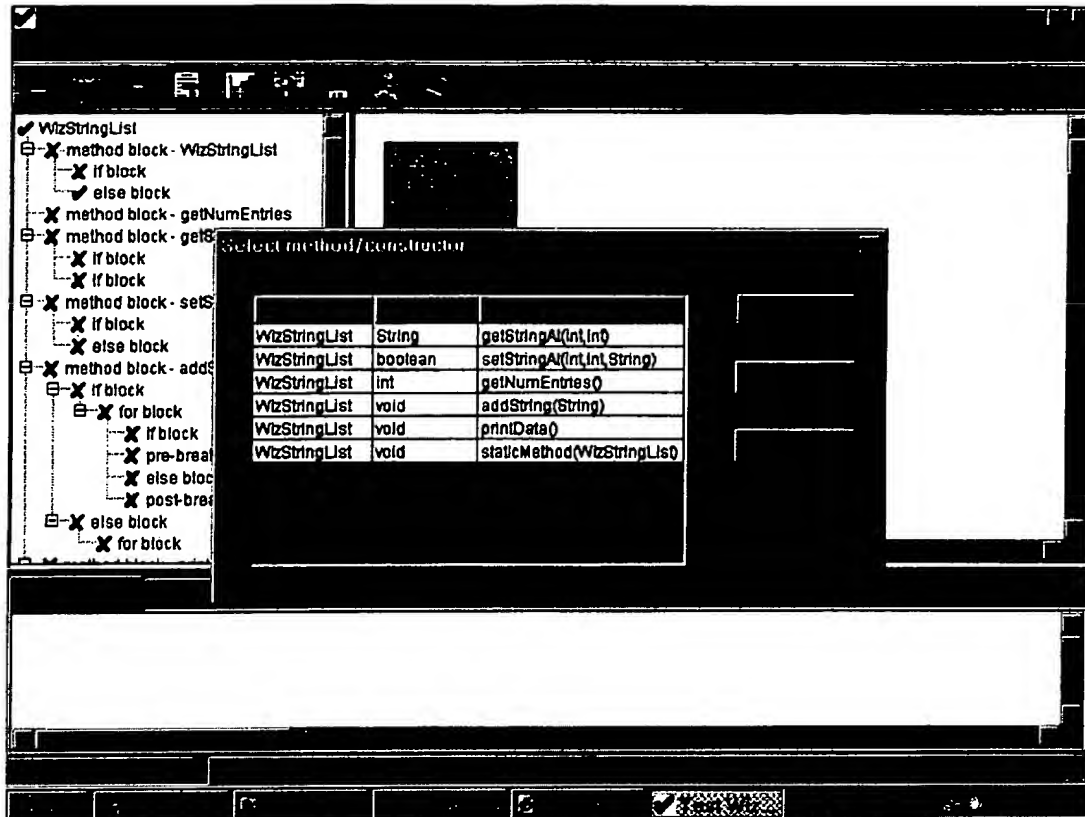 WizStringList
method block - WizStringList
if block
else block
method block - getNumEntries
method block - getS
if block
if block
method block - setS
if block
else block
method block - addS
if block
for block
if block
pre-breal
else bloc
post-brea
else block
for block
Select method/constructor
WizStringList String getStringAt(int,int)
WizStringList boolean setStringAt(int,int,String)
WizStringList int getNumEntries()
WizStringList void addString(String)
WizStringList void printData()
WizStringList void staticMethod(WizStringList)